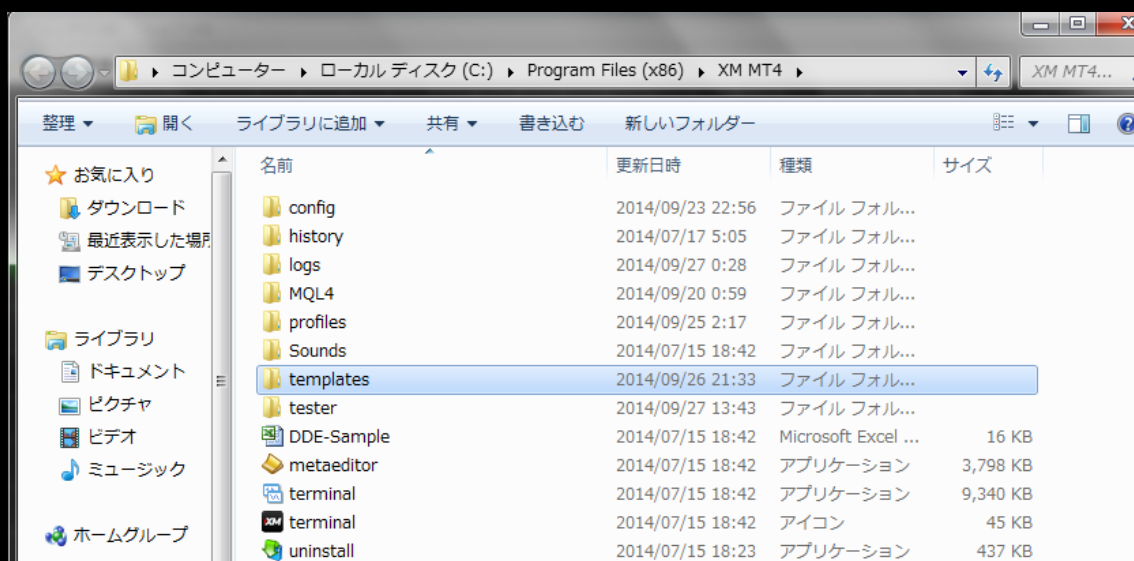 コンピューター ▸ ローカル ディスク (C:) ▸ Program Files (x86) ▸ XM MT4 ▸ XM MT4...
整理 開く ライブラリに追加 共有 書き込む 新しいフォルダー
お気に入り
ダウンロード
最近表示した場所
デスクトップ
ライブラリ
ドキュメント
ピクチャ
ビデオ
ミュージック
ホームグループ
名前 更新日時 種類 サイズ
config 2014/09/23 22:56 ファイル フォル...
history 2014/07/17 5:05 ファイル フォル...
logs 2014/09/27 0:28 ファイル フォル...
MQL4 2014/09/20 0:59 ファイル フォル...
profiles 2014/09/25 2:17 ファイル フォル...
Sounds 2014/07/15 18:42 ファイル フォル...
templates 2014/09/26 21:33 ファイル フォル...
tester 2014/09/27 13:43 ファイル フォル...
DDE-Sample 2014/07/15 18:42 Microsoft Excel ... 16 KB
metaeditor 2014/07/15 18:42 アプリケーション 3,798 KB
terminal 2014/07/15 18:42 アプリケーション 9,340 KB
XM terminal 2014/07/15 18:42 アイコン 45 KB
uninstall 2014/07/15 18:23 アプリケーション 437 KB